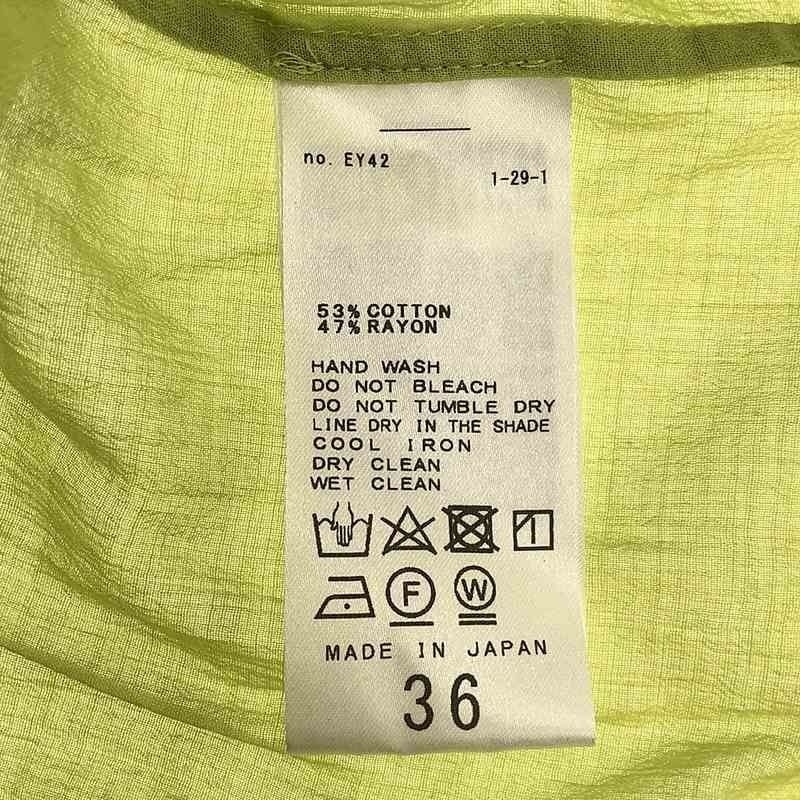 no. EY42
1-29-1
53% COTTON
47% RAYON
HAND WASH
DO NOT BLEACH
DO NOT TUMBLE DRY
LINE DRY IN THE SHADE
COOL IRON
DRY CLEAN
WET CLEAN
F W
MADE IN JAPAN
36